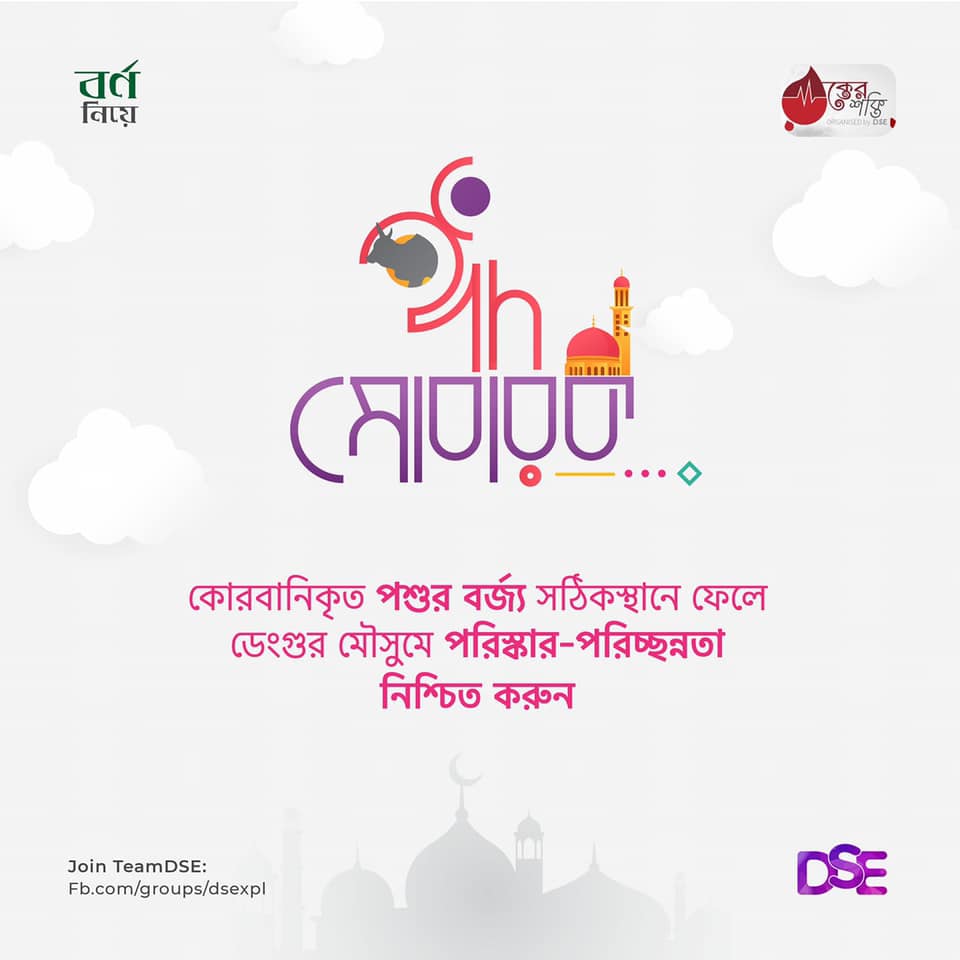 বর্ণ
নিয়ে
রক্তের
শক্তি
ORGANISED by DSE
ঈদ
মোবারক
কোরবানিকৃত পশুর বর্জ্য সঠিকস্থানে ফেলে
ডেংগুর মৌসুমে পরিস্কার-পরিচ্ছন্নতা
নিশ্চিত করুন
Join TeamDSE:
Fb.com/groups/dsexpl
DSE